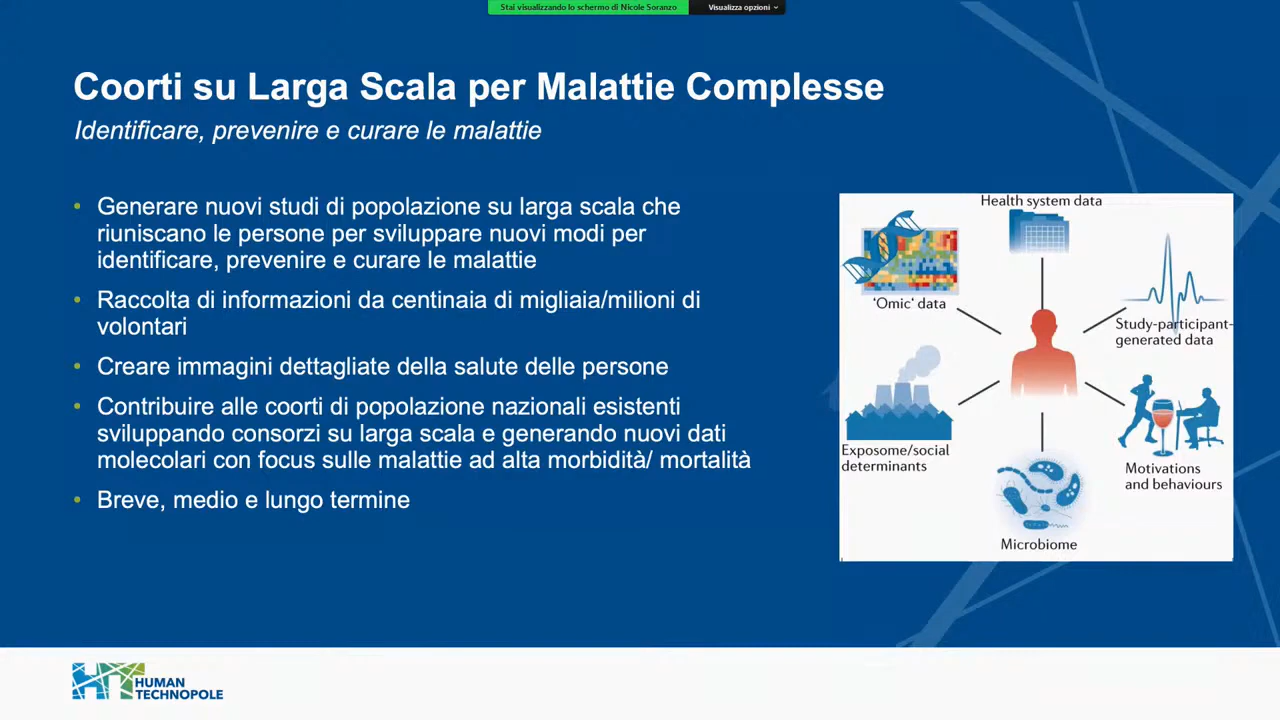 Stai visualizzando lo schermo di Nicole Soranzo
Visualizza opzioni
Coorti su Larga Scala per Malattie Complesse
Identificare, prevenire e curare le malattie
• Generare nuovi studi di popolazione su larga scala che
riuniscano le persone per sviluppare nuovi modi per
identificare, prevenire e curare le malattie
• Raccolta di informazioni da centinaia di migliaia/milioni di
volontari
• Creare immagini dettagliate della salute delle persone
• Contribuire alle coorti di popolazione nazionali esistenti
sviluppando consorzi su larga scala e generando nuovi dati
molecolari con focus sulle malattie ad alta morbidità/ mortalità
• Breve, medio e lungo termine
Health system data
‘Omic‘ data
Study-participant-
generated data
Exposome/social
determinants
Motivations
and behaviours
Microbiome
HT HUMAN
TECHNOPOLE